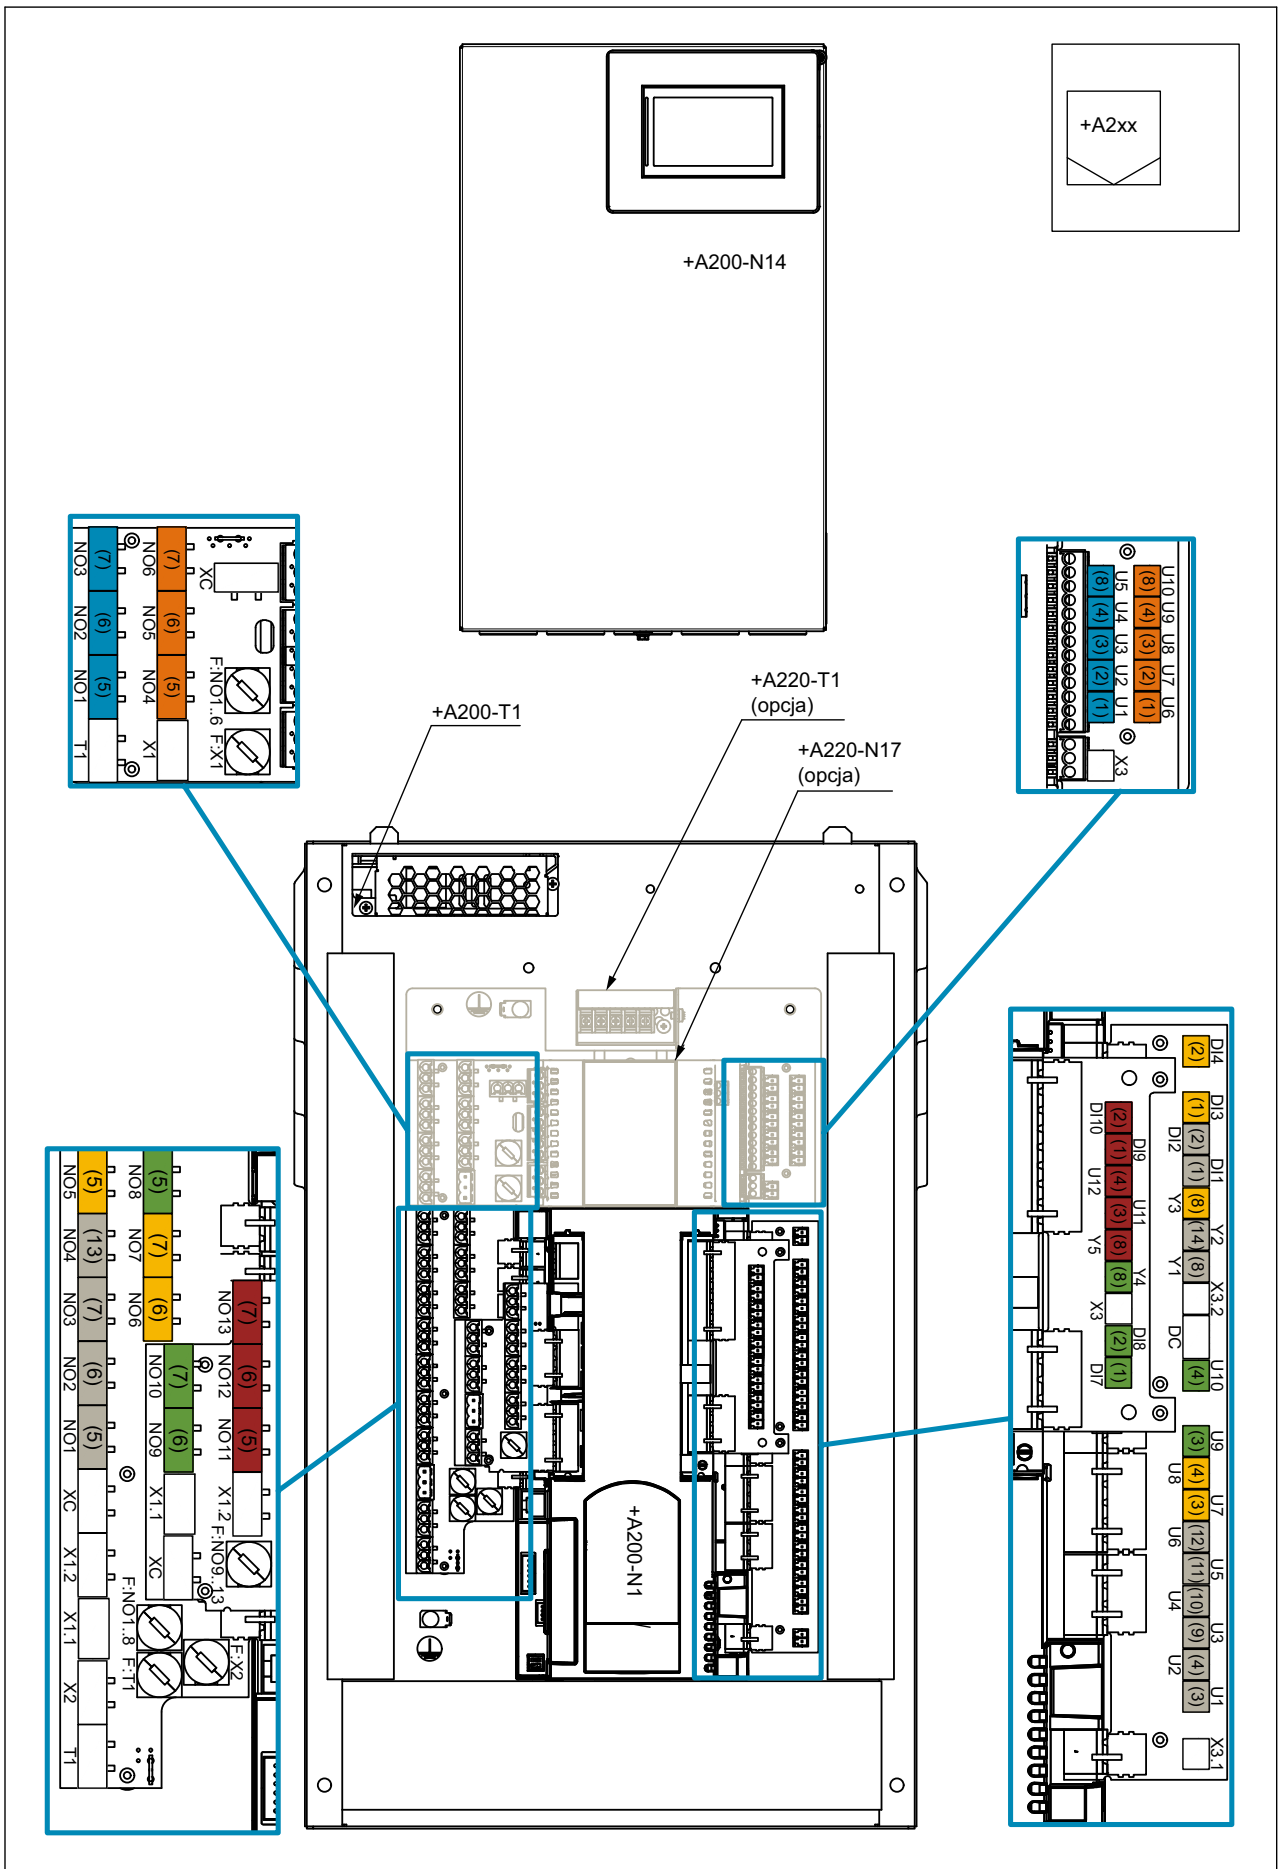 +A2xx
+A200-N14
(7) (6) (5)
NO3 NO2 NO1 T1
(7) (6) (5)
NO6 NO5 NO4 X1
XC
F:NO1..6 F:X1
U10 U9 U8 U7 U6
(8) (4) (3) (2) (1)
U5 U4 U3 U2 U1
(8) (4) (3) (2) (1)
X3
+A200-T1
+A220-T1
(opcja)
+A220-N17
(opcja)
+A200-N1
(5) (13) (7) (6) (5)
NO5 NO4 NO3 NO2 NO1 XC X1.2 X1.1 X2 T1
(5) (7) (6)
NO8 NO7 NO6
(7) (6)
NO10 NO9 X1.1 XC
(7) (6) (5)
NO13 NO12 NO11 X1.2
F:NO9..13
F:NO1..8
F:T1
F:X2
DI4 DI3 DI2 DI1 Y3 Y2 Y1 X3.2 DC U10
(2) (1) (2) (1) (8) (4) (8) (4)
U9 U8 U7 U6 U5 U4 U3 U2 U1 X3.1
(3) (4) (3) (12) (11) (10) (9) (4) (3)
DI10 DI9 U12 U11 Y5 Y4 X3 DI8 DI7
(2) (1) (4) (3) (8) (8) (2) (1)